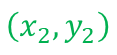 (x₂, y₂)